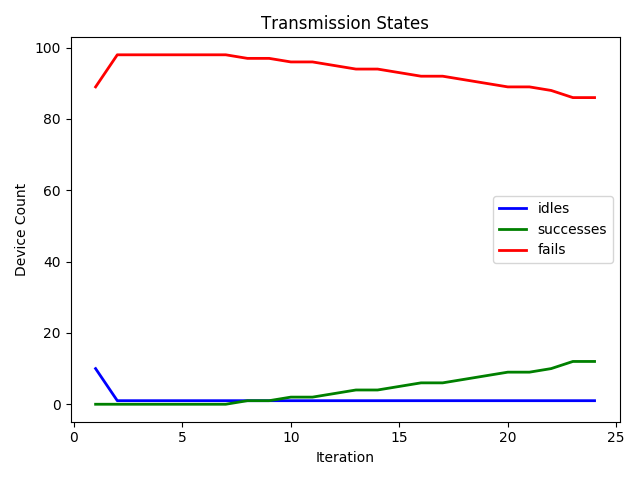 Transmission States
Device Count
100
80
60
40
20
0
idles
successes
fails
0 5 10 15 20 25
Iteration